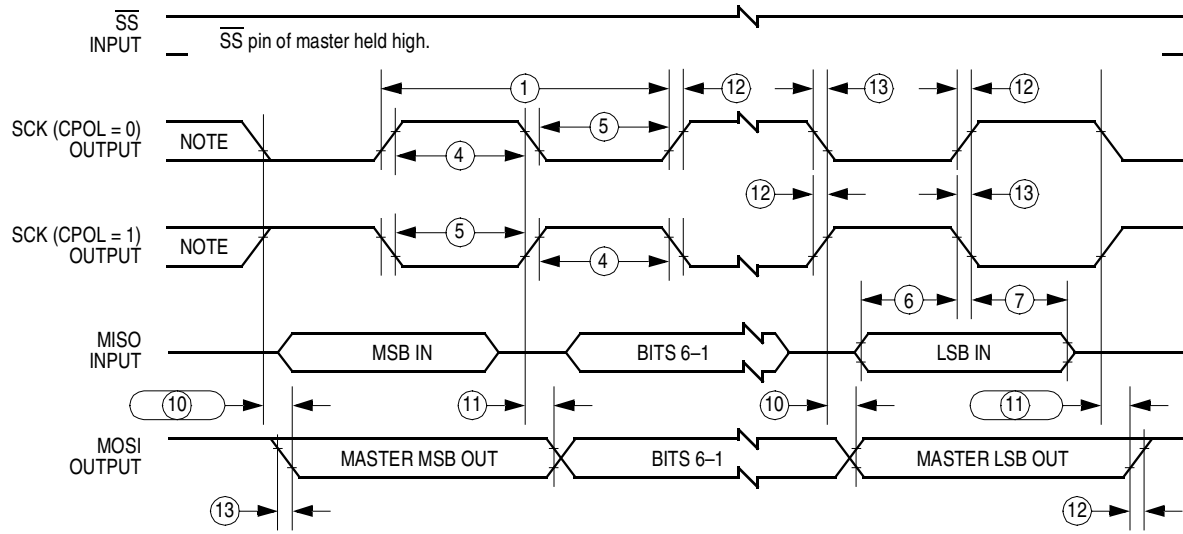 SS
INPUT
SS pin of master held high.
1
12
13
12
SCK (CPOL = 0)
OUTPUT
NOTE
5
4
12
13
SCK (CPOL = 1)
OUTPUT
NOTE
5
4
6
7
MISO
INPUT
MSB IN
BITS 6–1
LSB IN
10
11
10
11
MOSI
OUTPUT
MASTER MSB OUT
BITS 6–1
MASTER LSB OUT
13
12